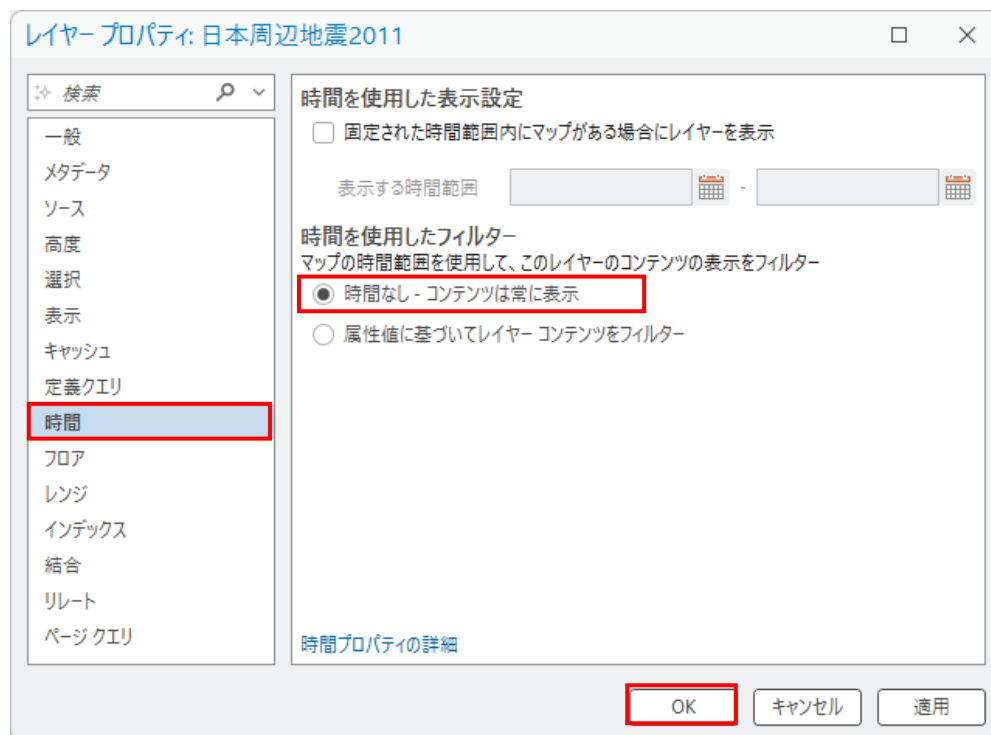 レイヤー プロパティ: 日本周辺地震2011
検索
一般
メタデータ
ソース
高度
選択
表示
キャッシュ
定義クエリ
時間
フロア
レンジ
インデックス
結合
リレート
ページ クエリ
時間を使用した表示設定
固定された時間範囲内にマップがある場合にレイヤーを表示
表示する時間範囲 -
時間を使用したフィルター
マップの時間範囲を使用して、このレイヤーのコンテンツの表示をフィルター
時間なし - コンテンツは常に表示
属性値に基づいてレイヤー コンテンツをフィルター
時間プロパティの詳細
OK キャンセル 適用